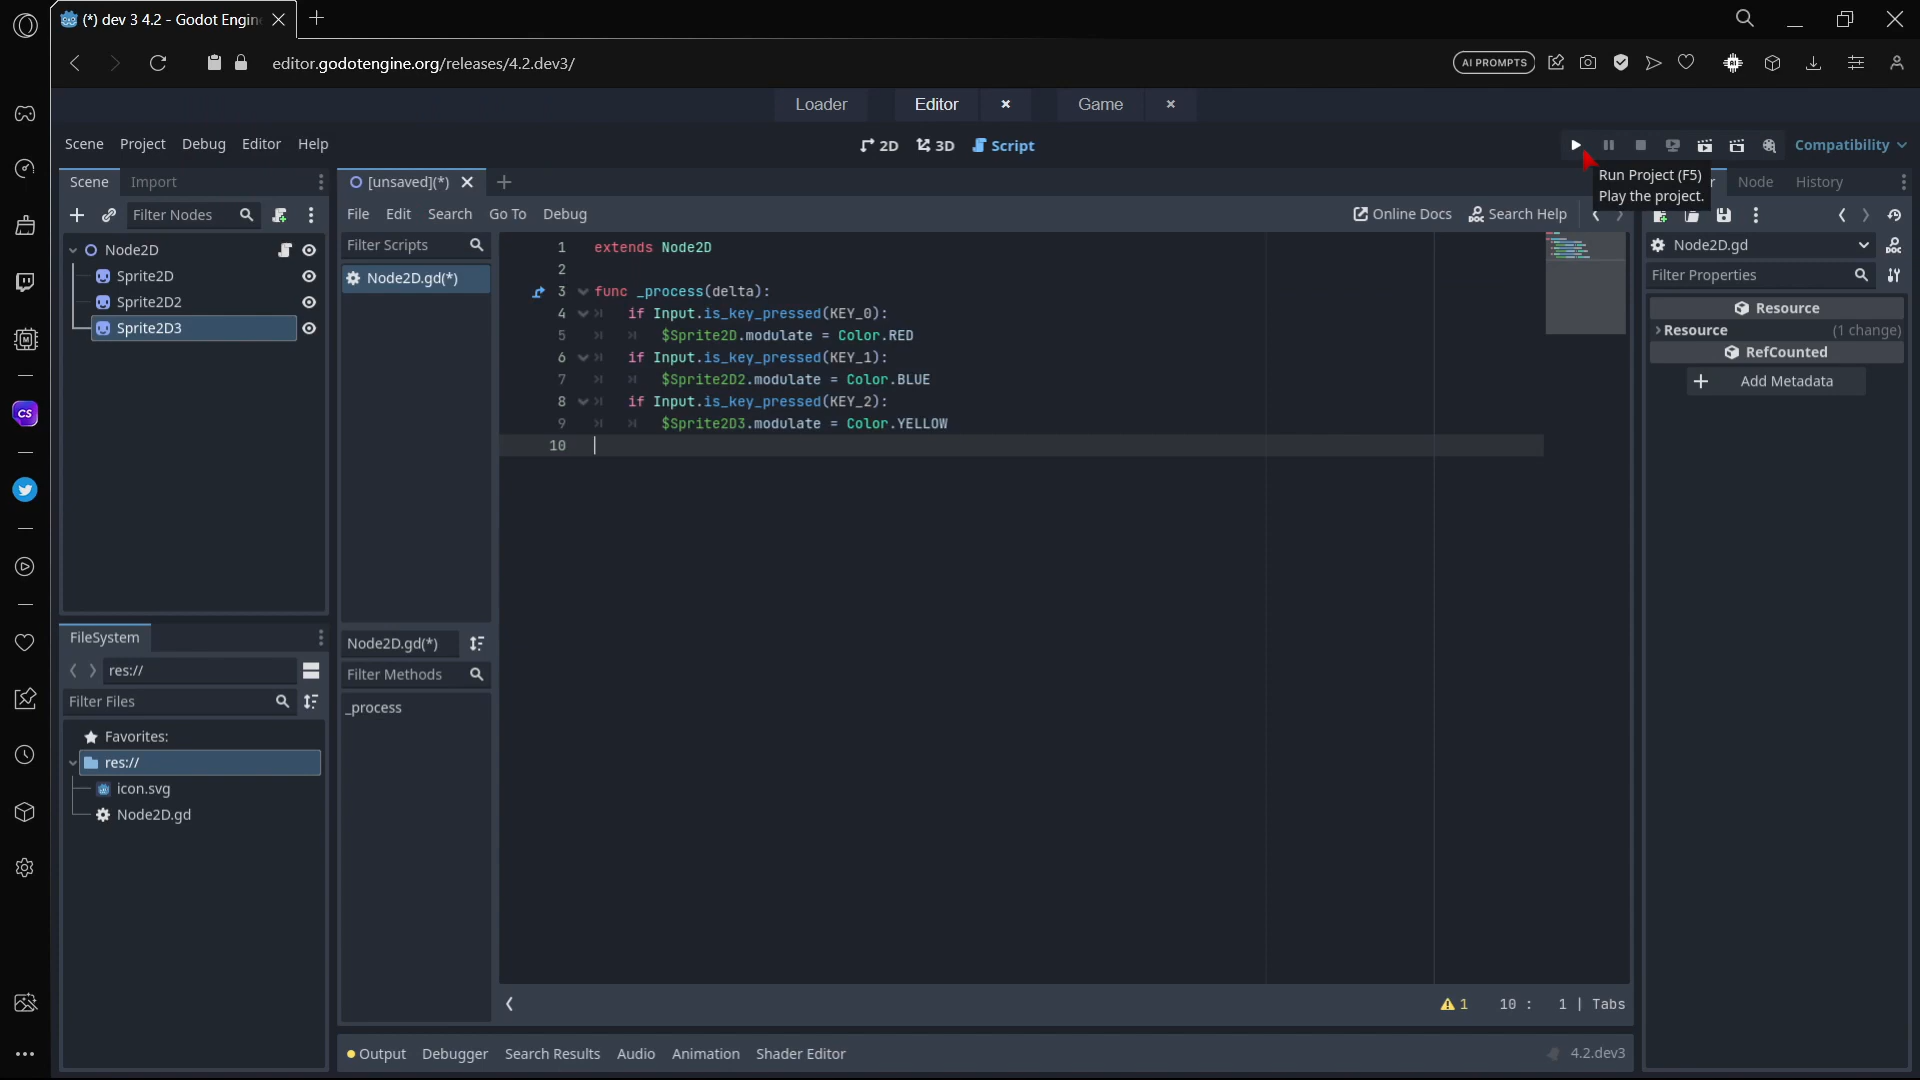 (*) dev 3 4.2 - Godot Engin
editor.godotengine.org/releases/4.2.dev3/
AI PROMPTS
Loader
Editor
Game
Scene Project Debug Editor Help
2D 3D Script
Compatibility
Run Project (F5)
Play the project.
Scene Import
[unsaved](*)
Node History
Filter Nodes
File Edit Search Go To Debug
Online Docs Search Help
Node2D
Sprite2D
Sprite2D2
Sprite2D3
Filter Scripts
Node2D.gd(*)
1 extends Node2D
2
3 func _process(delta):
4 if Input.is_key_pressed(KEY_0):
5 $Sprite2D.modulate = Color.RED
6 if Input.is_key_pressed(KEY_1):
7 $Sprite2D2.modulate = Color.BLUE
8 if Input.is_key_pressed(KEY_2):
9 $Sprite2D3.modulate = Color.YELLOW
10
Node2D.gd
Filter Properties
Resource
Resource (1 change)
RefCounted
Add Metadata
FileSystem
res://
Filter Files
Favorites:
res://
icon.svg
Node2D.gd
Node2D.gd(*)
Filter Methods
_process
1 10 : 1 | Tabs
Output Debugger Search Results Audio Animation Shader Editor
4.2.dev3
CS
M